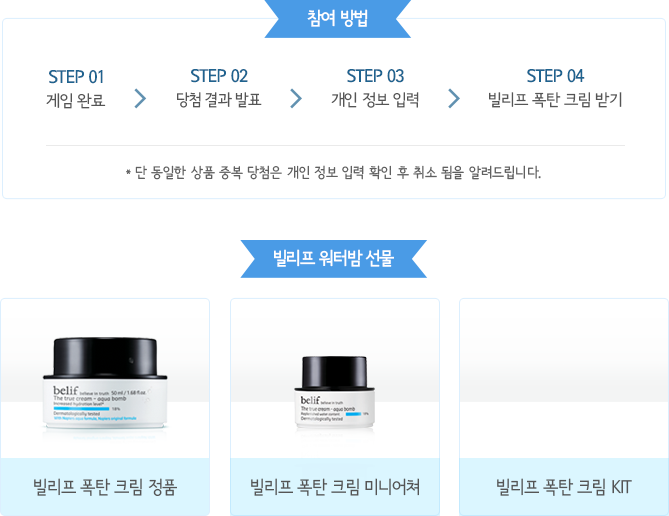 참여 방법
STEP 01
게임 완료
STEP 02
당첨 결과 발표
STEP 03
개인 정보 입력
STEP 04
빌리프 폭탄 크림 받기
* 단 동일한 상품 중복 당첨은 개인 정보 입력 확인 후 취소 됨을 알려드립니다.
빌리프 워터밤 선물
belif believe in truth 50 ml / 1.68 fl.oz.
The true cream - aqua bomb
Dermatologically tested
빌리프 폭탄 크림 정품
belif believe in truth
The true cream - aqua bomb
Dermatologically tested
빌리프 폭탄 크림 미니어쳐
빌리프 폭탄 크림 KIT